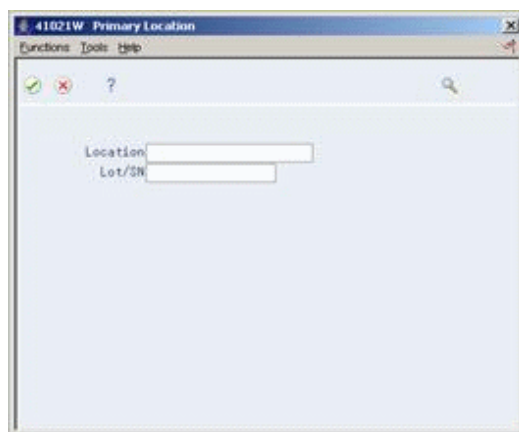 41021W Primary Location
Functions Tools Help
?
Location
Lot/SN